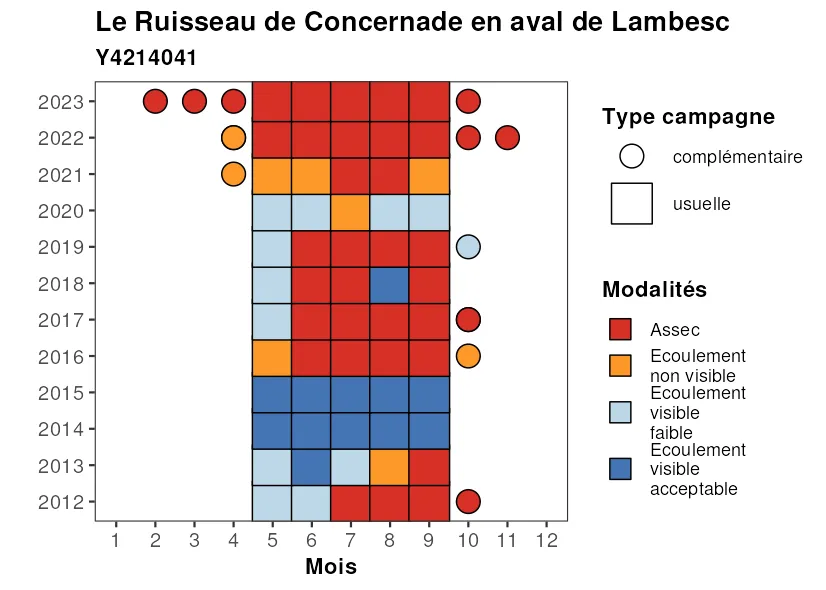 Le Ruisseau de Concernade en aval de Lambesc
Y4214041
2023
2022
2021
2020
2019
2018
2017
2016
2015
2014
2013
2012
1 2 3 4 5 6 7 8 9 10 11 12
Mois
Type campagne
complémentaire
usuelle
Modalités
Assec
Ecoulement
non visible
Ecoulement
visible
faible
Ecoulement
visible
acceptable